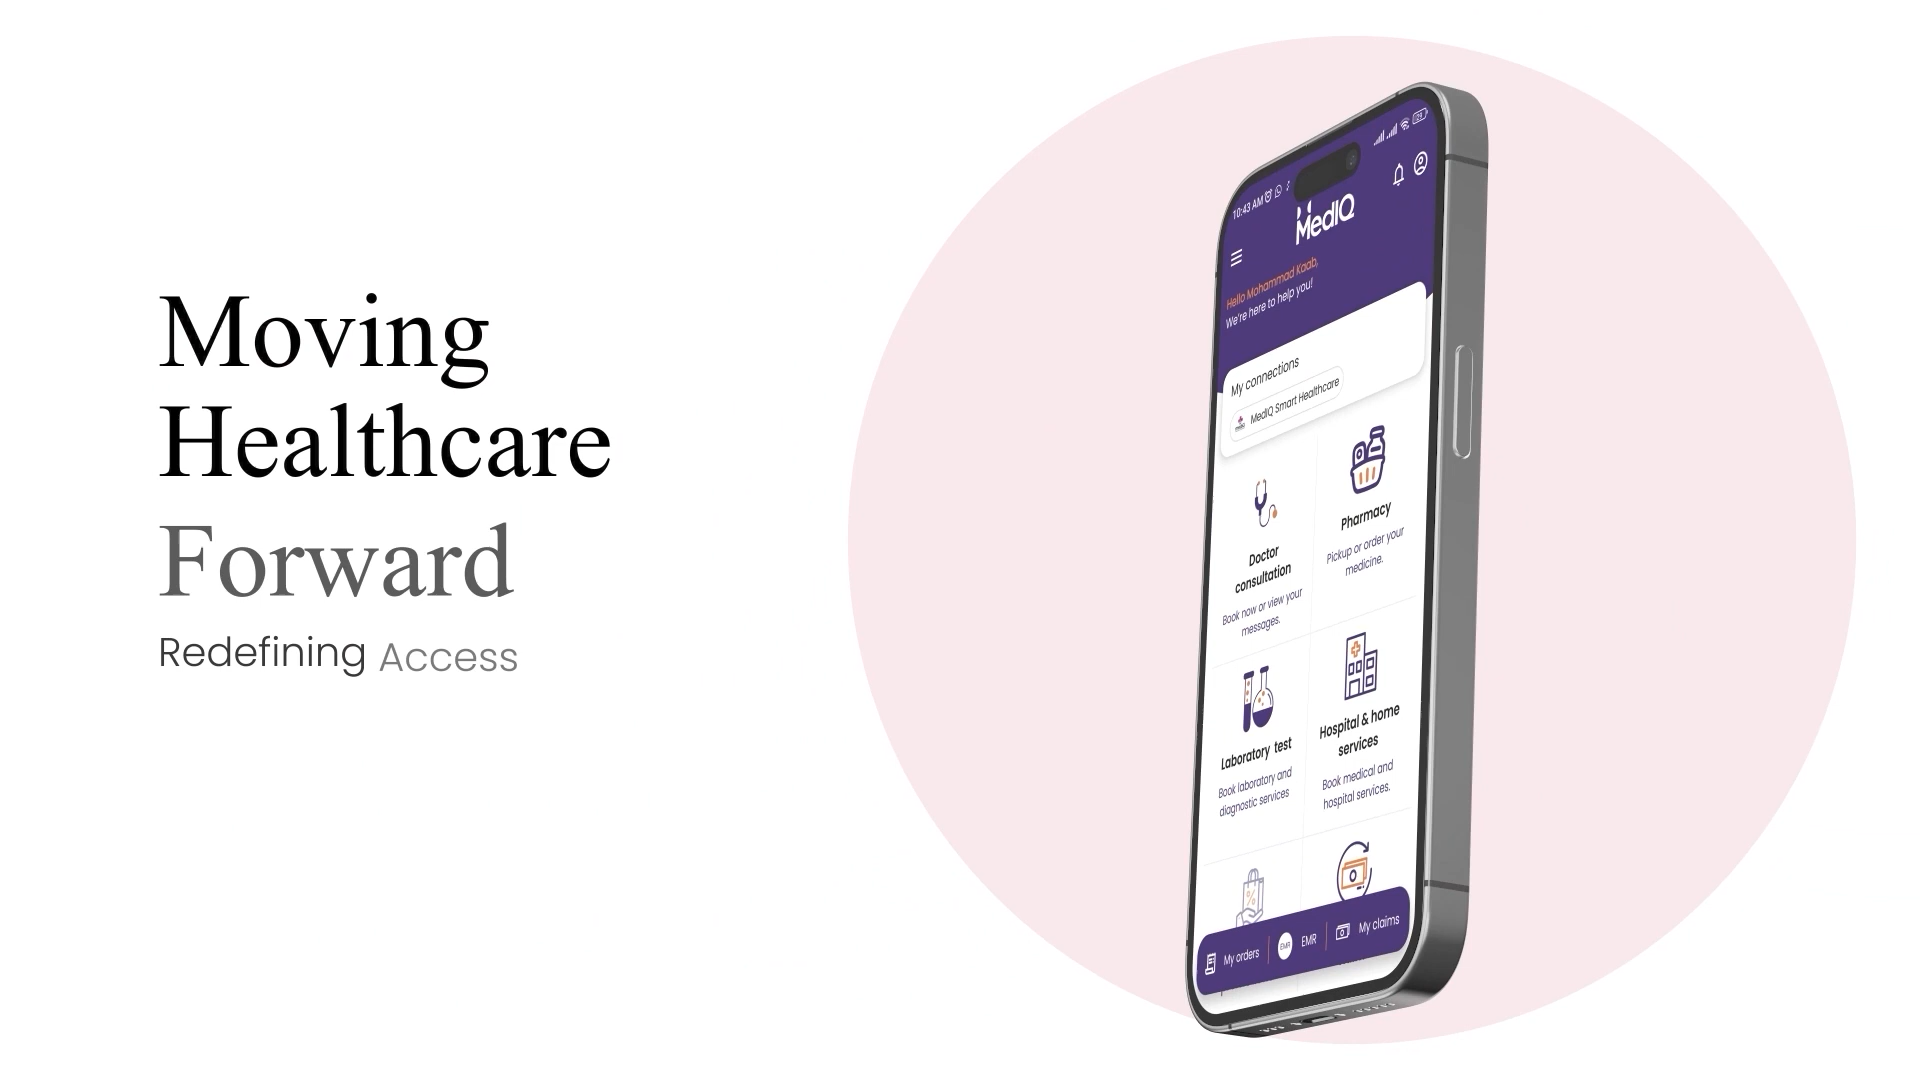 Moving
Healthcare
Forward
Redefining Access
10:43 AM
MedIQ
Hello Mohammad Kaab,
We're here to help you!
My connections
MedIQ Smart Healthcare
Doctor
consultation
Book now or view your
messages.
Pharmacy
Pickup or order your
medicine.
Laboratory test
Book laboratory and
diagnostic services
Hospital & home
services
Book medical and
hospital services.
My orders
EMR
EMR
My claims